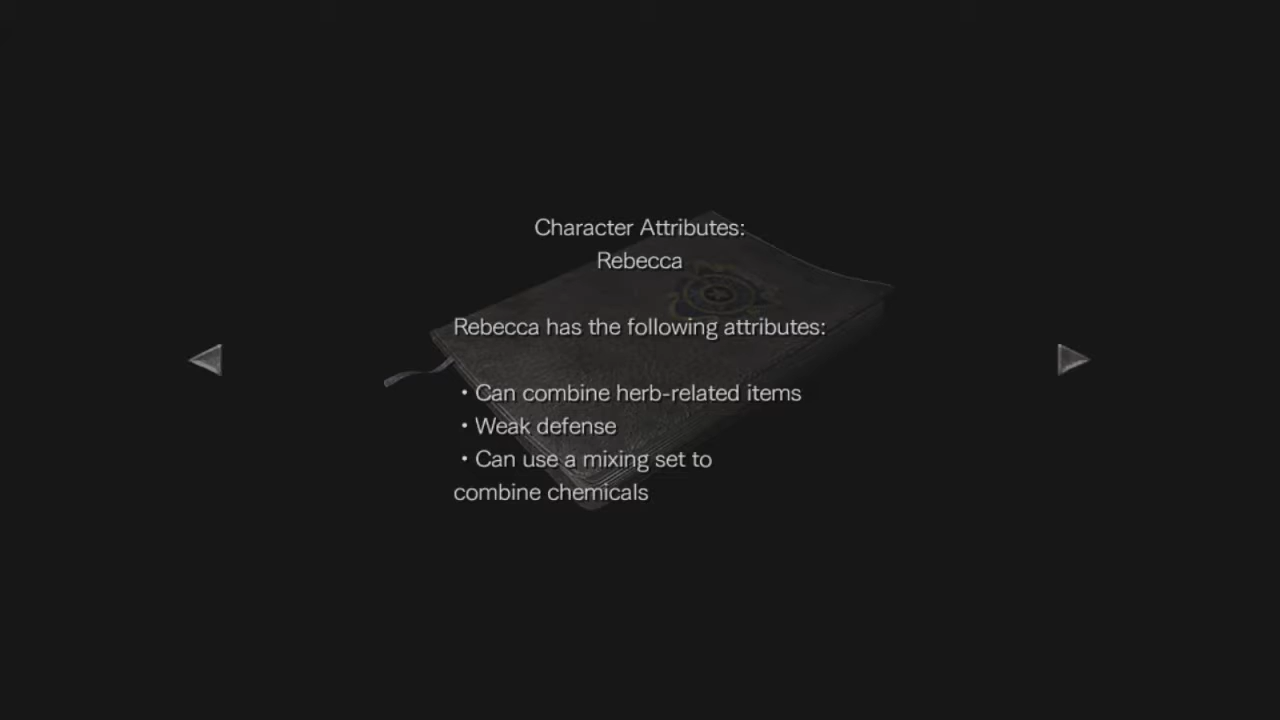 Character Attributes:
Rebecca
Rebecca has the following attributes:
・Can combine herb-related items
・Weak defense
・Can use a mixing set to
combine chemicals